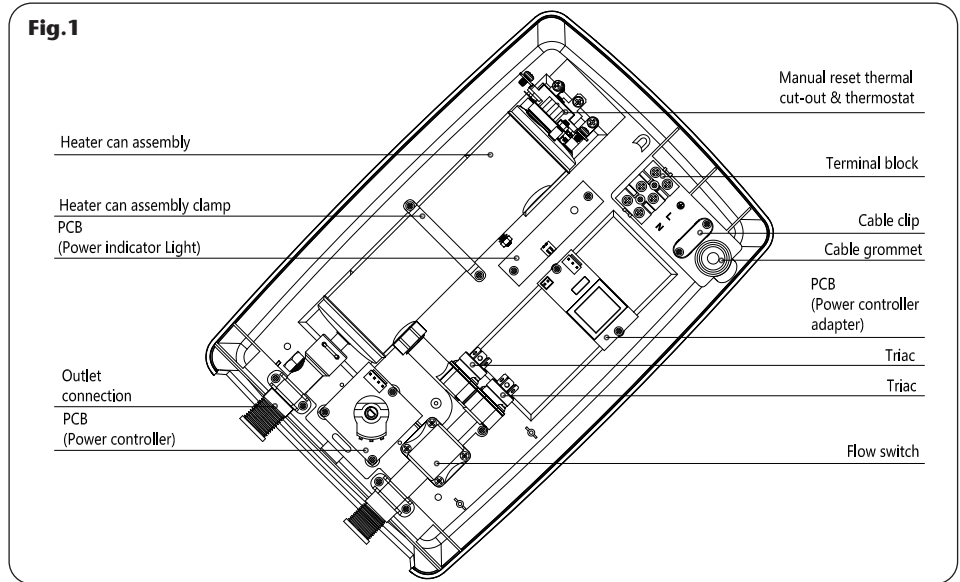 Fig.1
Manual reset thermal
cut-out & thermostat
Heater can assembly
Terminal block
Heater can assembly clamp
PCB
(Power indicator Light)
Cable clip
Cable grommet
PCB
(Power controller
adapter)
Triac
Triac
Outlet
connection
PCB
(Power controller)
Flow switch
L
N